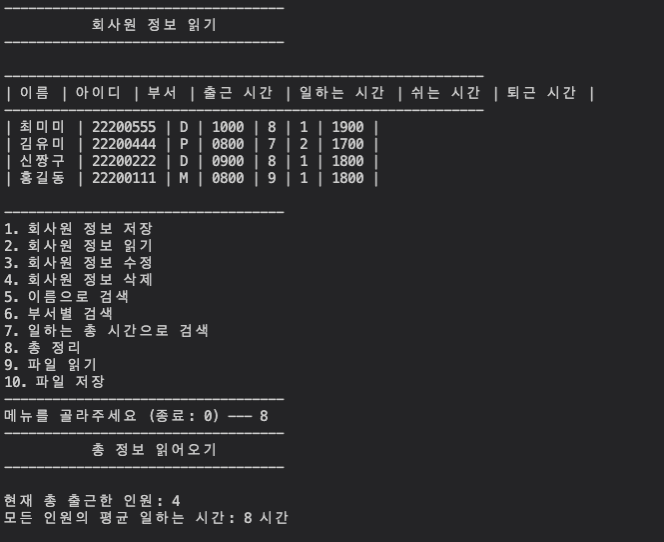 회사원 정보 읽기
| 이름 | 아이디 | 부서 | 출근 시간 | 일하는 시간 | 쉬는 시간 | 퇴근 시간 |
| 최미미 | 22200555 | D | 1000 | 8 | 1 | 1900 |
| 김유미 | 22200444 | P | 0800 | 7 | 2 | 1700 |
| 신짱구 | 22200222 | D | 0900 | 8 | 1 | 1800 |
| 홍길동 | 22200111 | M | 0800 | 9 | 1 | 1800 |
1. 회사원 정보 저장
2. 회사원 정보 읽기
3. 회사원 정보 수정
4. 회사원 정보 삭제
5. 이름으로 검색
6. 부서별 검색
7. 일하는 총 시간으로 검색
8. 총 정리
9. 파일 읽기
10. 파일 저장
메뉴를 골라주세요 (종료: 0) --- 8
총 정보 읽어오기
현재 총 출근한 인원: 4
모든 인원의 평균 일하는 시간: 8 시간